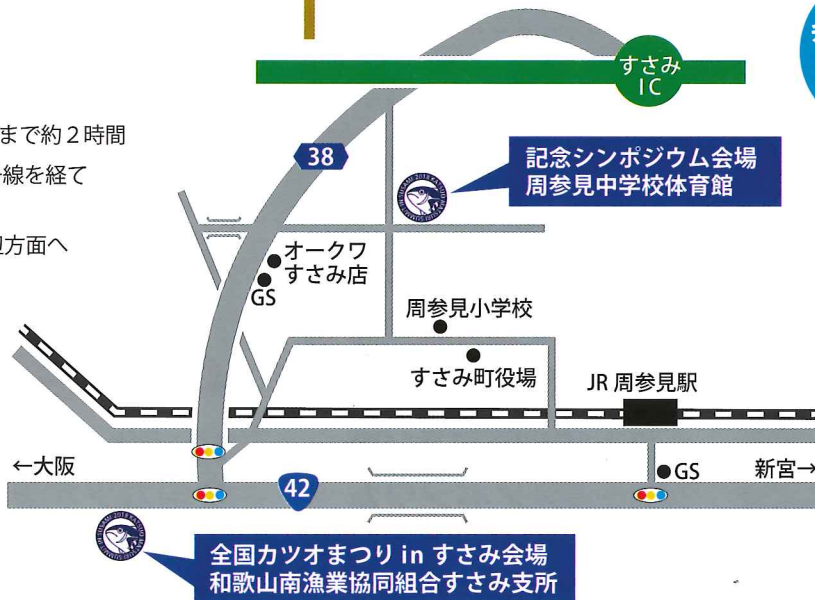 すさみ
IC
まで約２時間
線を経て
方面へ
38
記念シンポジウム会場
周参見中学校体育館
オークワ
すさみ店
GS
周参見小学校
すさみ町役場
JR 周参見駅
←大阪
42
GS
新宮→
全国カツオまつり in すさみ会場
和歌山南漁業協同組合すさみ支所